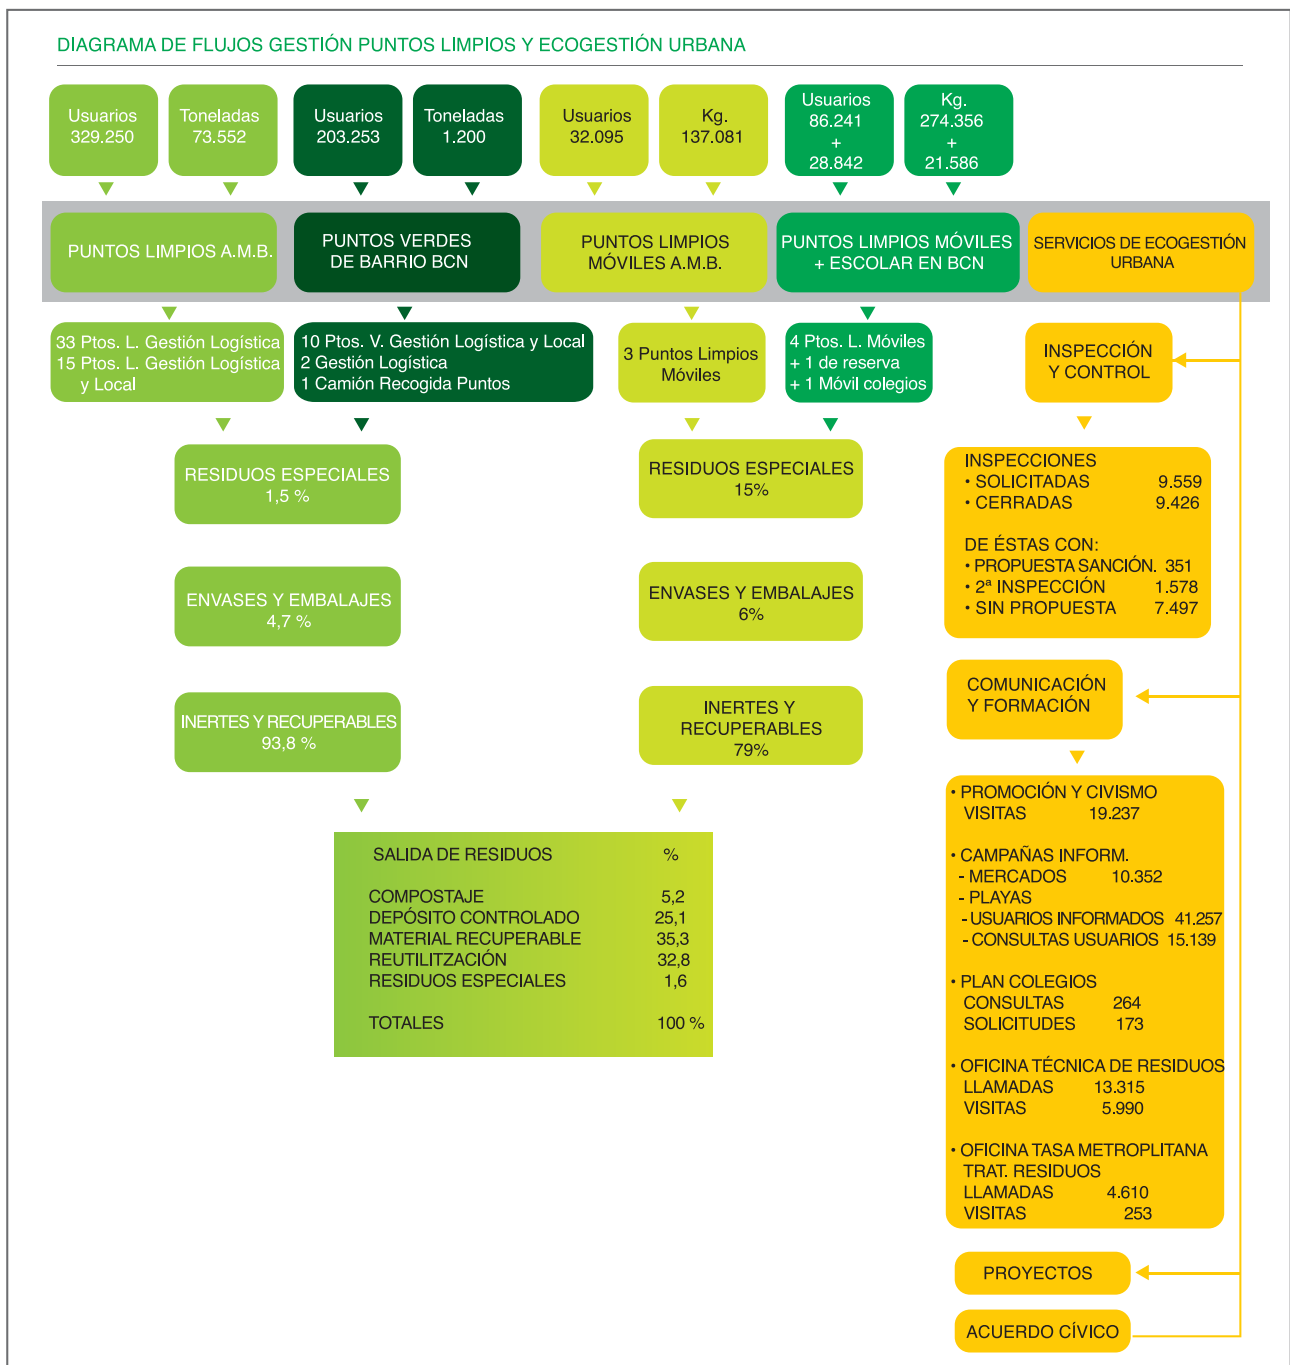 DIAGRAMA DE FLUJOS GESTIÓN PUNTOS LIMPIOS Y ECOGESTIÓN URBANA
Usuarios
329.250
Toneladas
73.552
Usuarios
203.253
Toneladas
1.200
Usuarios
32.095
Kg.
137.081
Usuarios
86.241
+
28.842
Kg.
274.356
+
21.586
PUNTOS LIMPIOS A.M.B.
PUNTOS VERDES
DE BARRIO BCN
PUNTOS LIMPIOS
MÓVILES A.M.B.
PUNTOS LIMPIOS MÓVILES
+ ESCOLAR EN BCN
SERVICIOS DE ECOGESTIÓN
URBANA
33 Ptos. L. Gestión Logística
15 Ptos. L. Gestión Logística
y Local
10 Ptos. V. Gestión Logística y Local
2 Gestión Logística
1 Camión Recogida Puntos
3 Puntos Limpios
Móviles
4 Ptos. L. Móviles
+ 1 de reserva
+ 1 Móvil colegios
RESIDUOS ESPECIALES
1,5 %
ENVASES Y EMBALAJES
4,7 %
INERTES Y RECUPERABLES
93,8 %
RESIDUOS ESPECIALES
15%
ENVASES Y EMBALAJES
6%
INERTES Y
RECUPERABLES
79%
SALIDA DE RESIDUOS %
COMPOSTAJE 5,2
DEPÓSITO CONTROLADO 25,1
MATERIAL RECUPERABLE 35,3
REUTILITZACIÓN 32,8
RESIDUOS ESPECIALES 1,6
TOTALES 100 %
INSPECCIÓN
Y CONTROL
INSPECCIONES
• SOLICITADAS 9.559
• CERRADAS 9.426
DE ÉSTAS CON:
• PROPUESTA SANCIÓN. 351
• 2ª INSPECCIÓN 1.578
• SIN PROPUESTA 7.497
COMUNICACIÓN
Y FORMACIÓN
• PROMOCIÓN Y CIVISMO
VISITAS 19.237
• CAMPAÑAS INFORM.
- MERCADOS 10.352
- PLAYAS
- USUARIOS INFORMADOS 41.257
- CONSULTAS USUARIOS 15.139
• PLAN COLEGIOS
CONSULTAS 264
SOLICITUDES 173
• OFICINA TÉCNICA DE RESIDUOS
LLAMADAS 13.315
VISITAS 5.990
• OFICINA TASA METROPLITANA
TRAT. RESIDUOS
LLAMADAS 4.610
VISITAS 253
PROYECTOS
ACUERDO CÍVICO